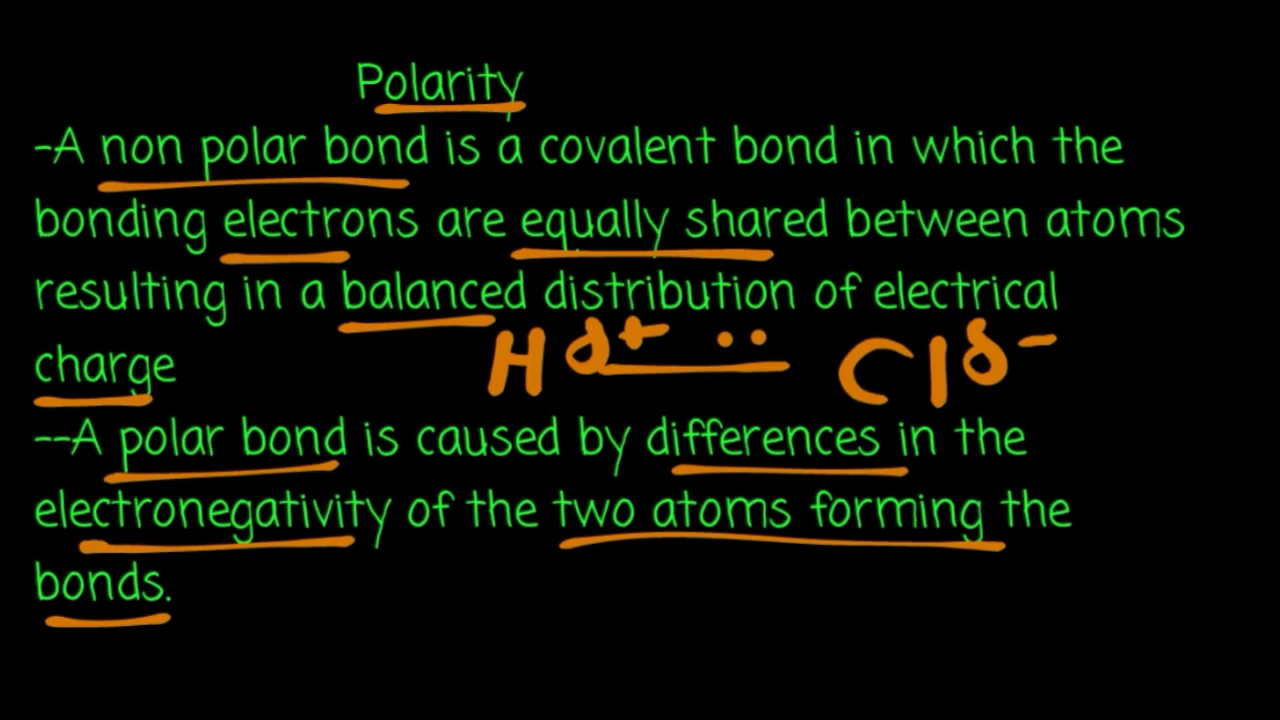 Polarity
-A non polar bond is a covalent bond in which the
bonding electrons are equally shared between atoms
resulting in a balanced distribution of electrical
charge H δ+ •• Cl δ-
--A polar bond is caused by differences in the
electronegativity of the two atoms forming the
bonds.